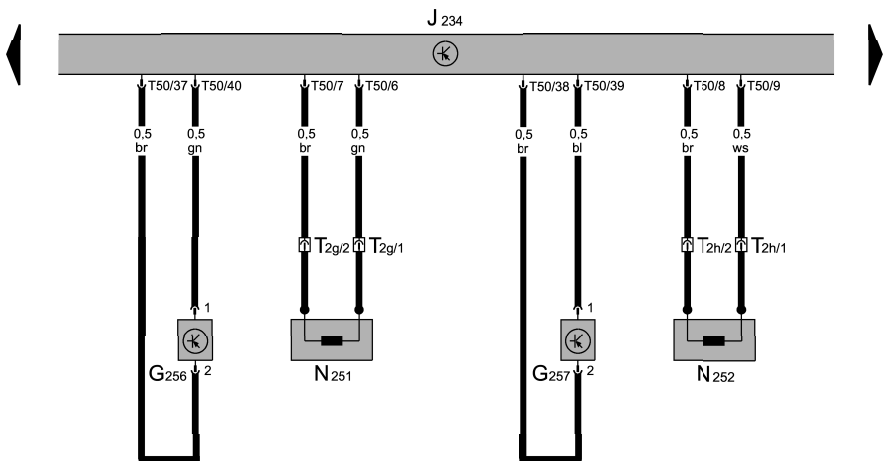 J 234
T50/37 T50/40 T50/7 T50/6 T50/38 T50/39 T50/8 T50/9
0,5 0,5 0,5 0,5 0,5 0,5 0,5 0,5
br gn br gn br bl br ws
T2g/2 T2g/1 T2h/2 T2h/1
1 1
G256 2 N251 G257 2 N252